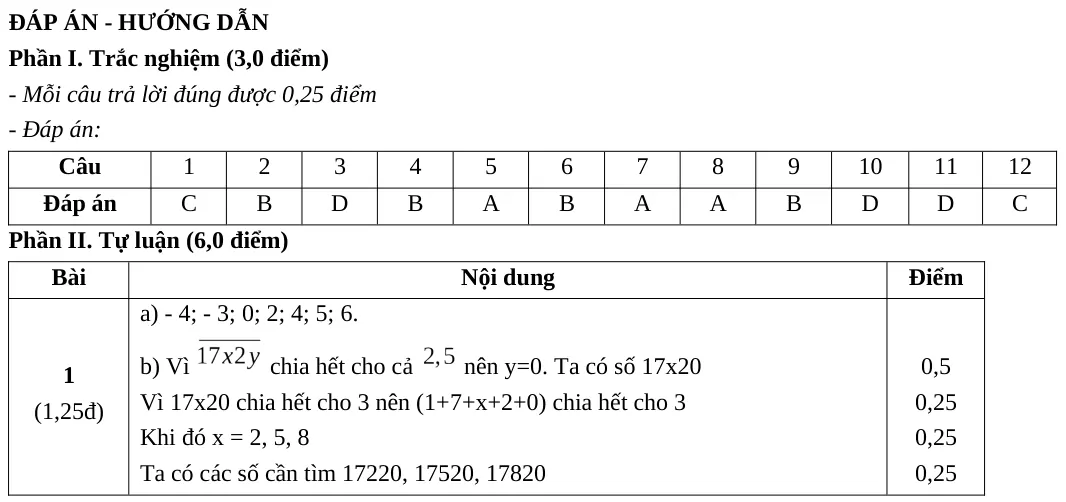 ĐÁP ÁN - HƯỚNG DẪN
Phần I. Trắc nghiệm (3,0 điểm)
- Mỗi câu trả lời đúng được 0,25 điểm
- Đáp án:
Câu 1 2 3 4 5 6 7 8 9 10 11 12
Đáp án C B D B A B A A B D D C
Phần II. Tự luận (6,0 điểm)
Bài Nội dung Điểm
a) - 4; - 3; 0; 2; 4; 5; 6.
b) Vì 17x2y chia hết cho cả 2,5 nên y=0. Ta có số 17x20 0,5
1
(1,25đ)
Vì 17x20 chia hết cho 3 nên (1+7+x+2+0) chia hết cho 3 0,25
Khi đó x = 2, 5, 8 0,25
Ta có các số cần tìm 17220, 17520, 17820 0,25